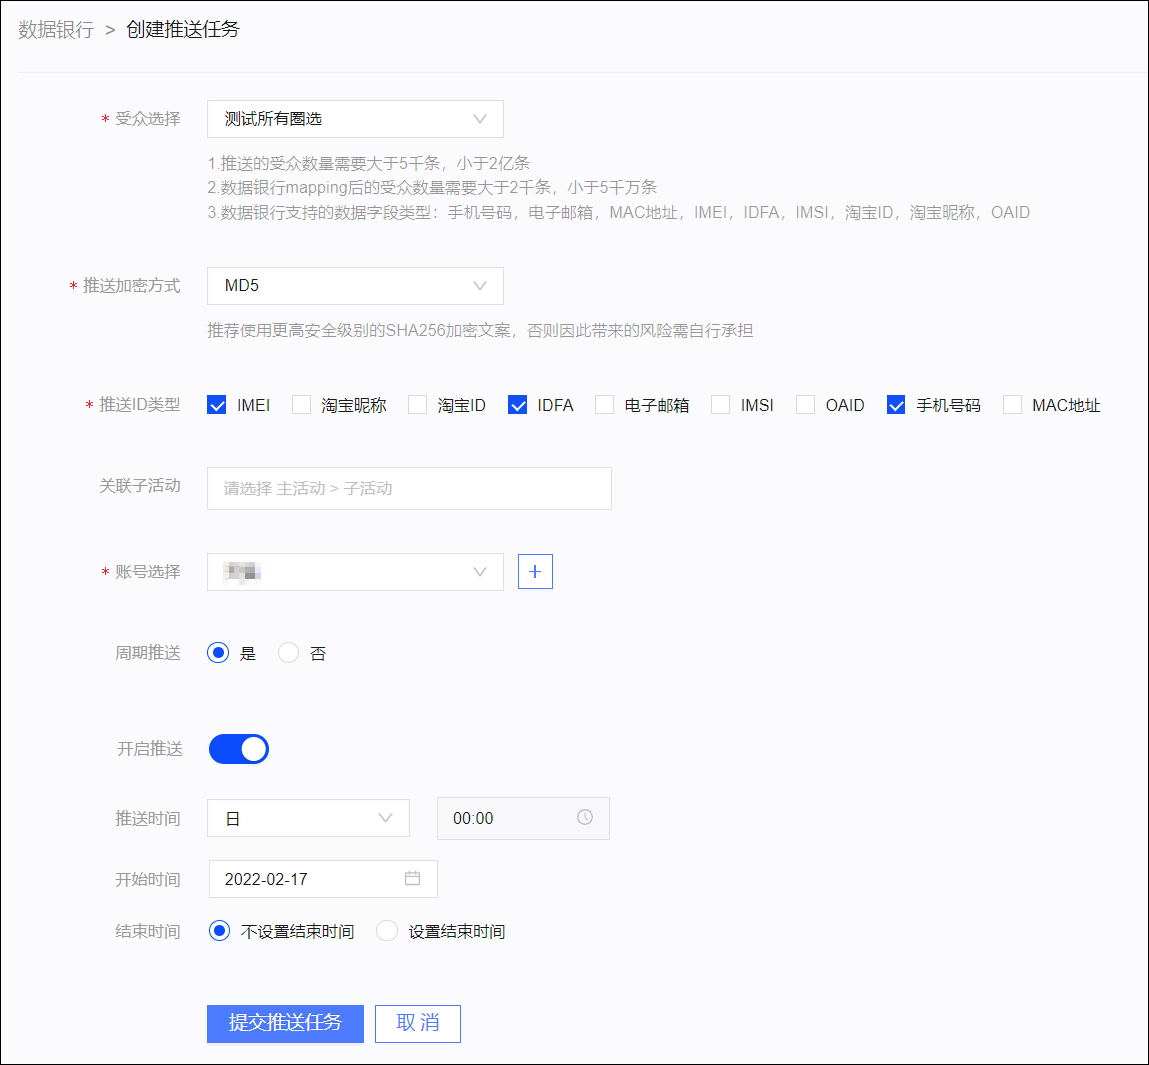 数据银行 > 创建推送任务
* 受众选择 测试所有圈选
1.推送的受众数量需要大于5千条，小于2亿条
2.数据银行mapping后的受众数量需要大于2千条，小于5千万条
3.数据银行支持的数据字段类型：手机号码，电子邮箱，MAC地址，IMEI，IDFA，IMSI，淘宝ID，淘宝昵称，OAID
* 推送加密方式 MD5
推荐使用更高安全级别的SHA256加密文案，否则因此带来的风险需自行承担
* 推送ID类型 IMEI 淘宝昵称 淘宝ID IDFA 电子邮箱 IMSI OAID 手机号码 MAC地址
关联子活动 请选择 主活动 > 子活动
* 账号选择
周期推送 是 否
开启推送
推送时间 日 00:00
开始时间 2022-02-17
结束时间 不设置结束时间 设置结束时间
提交推送任务 取 消